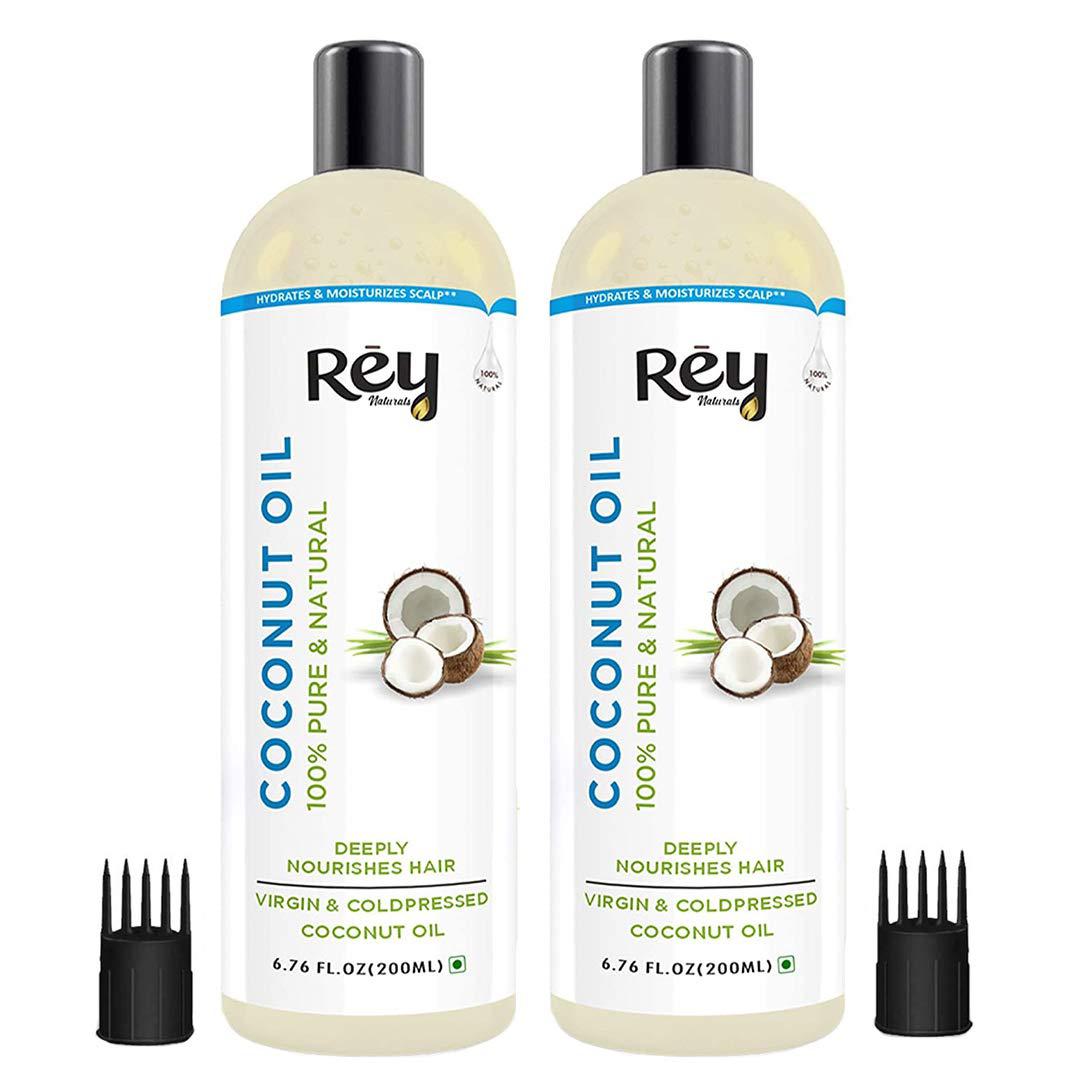 HYDRATES & MOISTURIZES SCALP**
Rēy
Naturals
100%
NATURAL
COCONUT OIL
100% PURE & NATURAL
DEEPLY
NOURISHES HAIR
VIRGIN & COLDPRESSED
COCONUT OIL
6.76 FL.OZ(200ML)
HYDRATES & MOISTURIZES SCALP**
Rēy
Naturals
100%
NATURAL
COCONUT OIL
100% PURE & NATURAL
DEEPLY
NOURISHES HAIR
VIRGIN & COLDPRESSED
COCONUT OIL
6.76 FL.OZ(200ML)